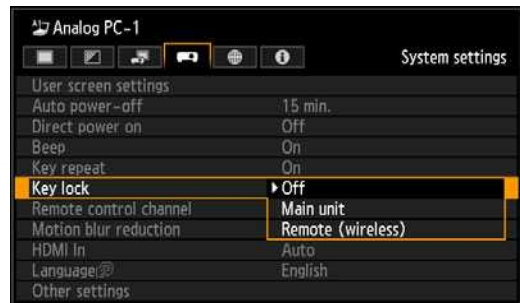 Analog PC-1
System settings
User screen settings
Auto power-off 15 min.
Direct power on Off
Beep On
Key repeat On
Key lock Off
Remote control channel Main unit
Motion blur reduction Remote (wireless)
HDMI In Auto
Language English
Other settings